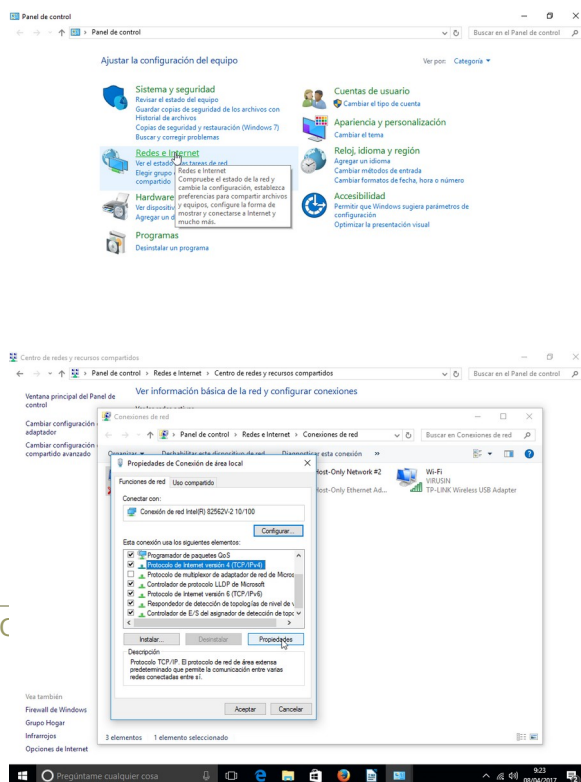 Panel de control
Panel de control
Buscar en el Panel de control
Ajustar la configuración del equipo
Ver por: Categoría
Sistema y seguridad
Revisar el estado del equipo
Guardar copias de seguridad de los archivos con
Historial de archivos
Copias de seguridad y restauración (Windows 7)
Buscar y corregir problemas
Redes e Internet
Ver el estado
las tareas de red
Elegir grupo
compartido
Redes e Internet
Compruebe el estado de la red y
cambie la configuración, establezca
preferencias para compartir archivos
y equipos, configure la forma de
mostrar y conectarse a Internet y
mucho más.
Hardware
Ver dispositiv
Agregar un d
Programas
Desinstalar un programa
Cuentas de usuario
Cambiar el tipo de cuenta
Apariencia y personalización
Cambiar el tema
Reloj, idioma y región
Agregar un idioma
Cambiar métodos de entrada
Cambiar formatos de fecha, hora o número
Accesibilidad
Permitir que Windows sugiera parámetros de
configuración
Optimizar la presentación visual
Centro de redes y recursos compartidos
Panel de control › Redes e Internet › Centro de redes y recursos compartidos
Buscar en el Panel de control
Ventana principal del Panel de
control
Cambiar configuración
adaptador
Cambiar configuración
compartido avanzado
Ver información básica de la red y configurar conexiones
Conexiones de red
Panel de control › Redes e Internet › Conexiones de red
Buscar en Conexiones de red
Organizar
Deshabilitar este dispositivo de red
Diagnosticar esta conexión »
Host-Only Network #2
Host-Only Ethernet Ad...
Wi-Fi
VIRUSIN
TP-LINK Wireless USB Adapter
Propiedades de Conexión de área local
Funciones de red
Uso compartido
Conectar con:
Conexión de red Intel(R) 82562V-2 10/100
Configurar...
Esta conexión usa los siguientes elementos:
Programador de paquetes QoS
Protocolo de Internet versión 4 (TCP/IPv4)
Protocolo de multiplexor de adaptador de red de Micros
Controlador de protocolo LLDP de Microsoft
Protocolo de Internet versión 6 (TCP/IPv6)
Respondedor de detección de topologías de nivel de v
Controlador de E/S del asignador de detección de topo
Instalar...
Desinstalar
Propiedades
Descripción
Protocolo TCP/IP. El protocolo de red de área extensa
predeterminado que permite la comunicación entre varias
redes conectadas entre sí.
Aceptar
Cancelar
Vea también
Firewall de Windows
Grupo Hogar
Infrarrojos
Opciones de Internet
3 elementos
1 elemento seleccionado
Pregúntame cualquier cosa
9:23
08/04/2017